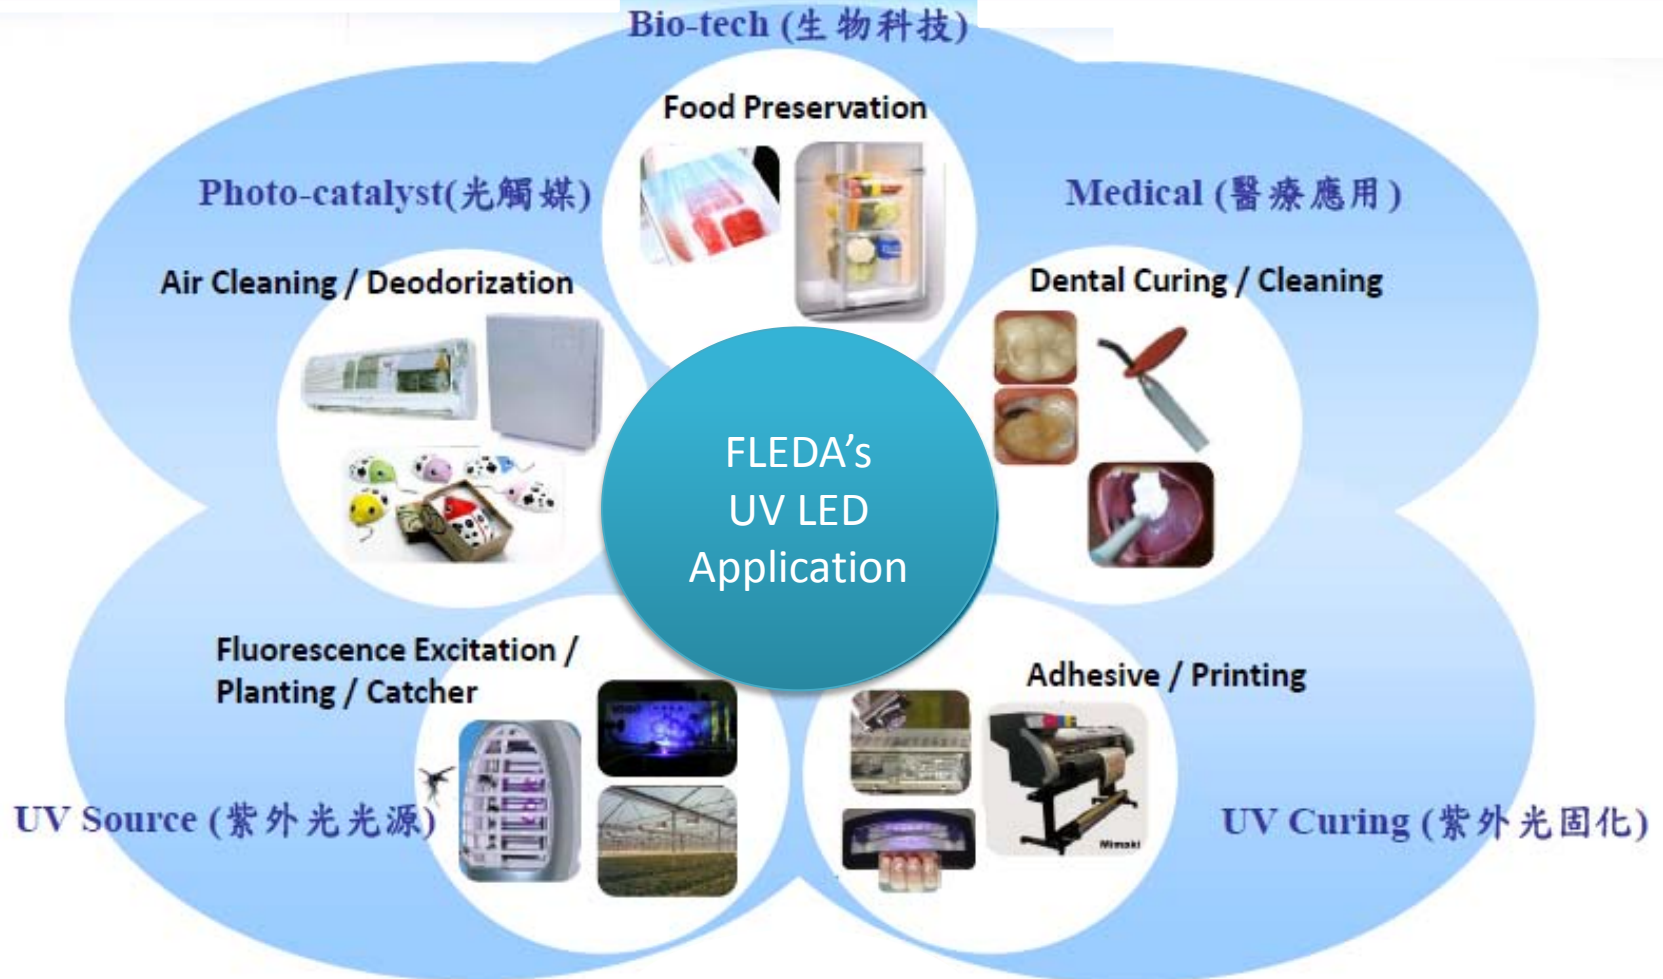 Bio-tech (生物科技)
Food Preservation
Photo-catalyst(光觸媒)
Medical (醫療應用)
Air Cleaning / Deodorization
Dental Curing / Cleaning
FLEDA’s
UV LED
Application
Fluorescence Excitation /
Planting / Catcher
Adhesive / Printing
UV Source (紫外光光源)
UV Curing (紫外光固化)
Mimaki